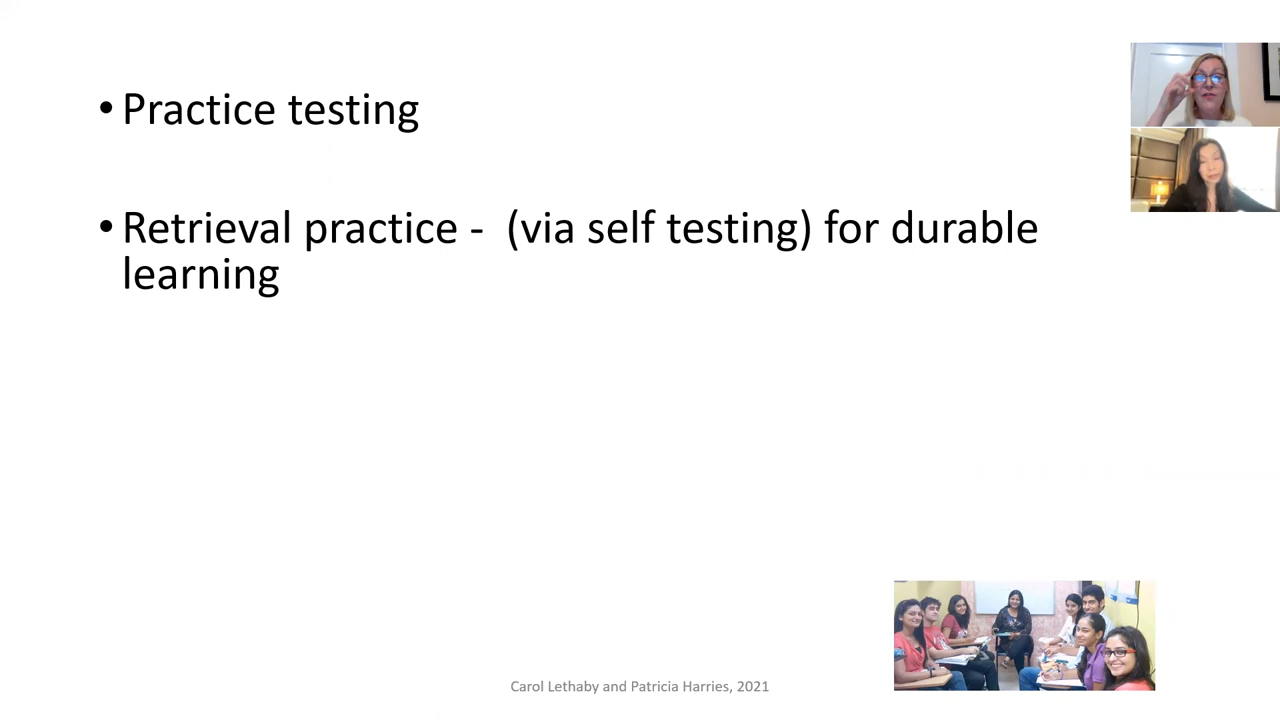 • Practice testing
• Retrieval practice -  (via self testing) for durable
learning
Carol Lethaby and Patricia Harries, 2021